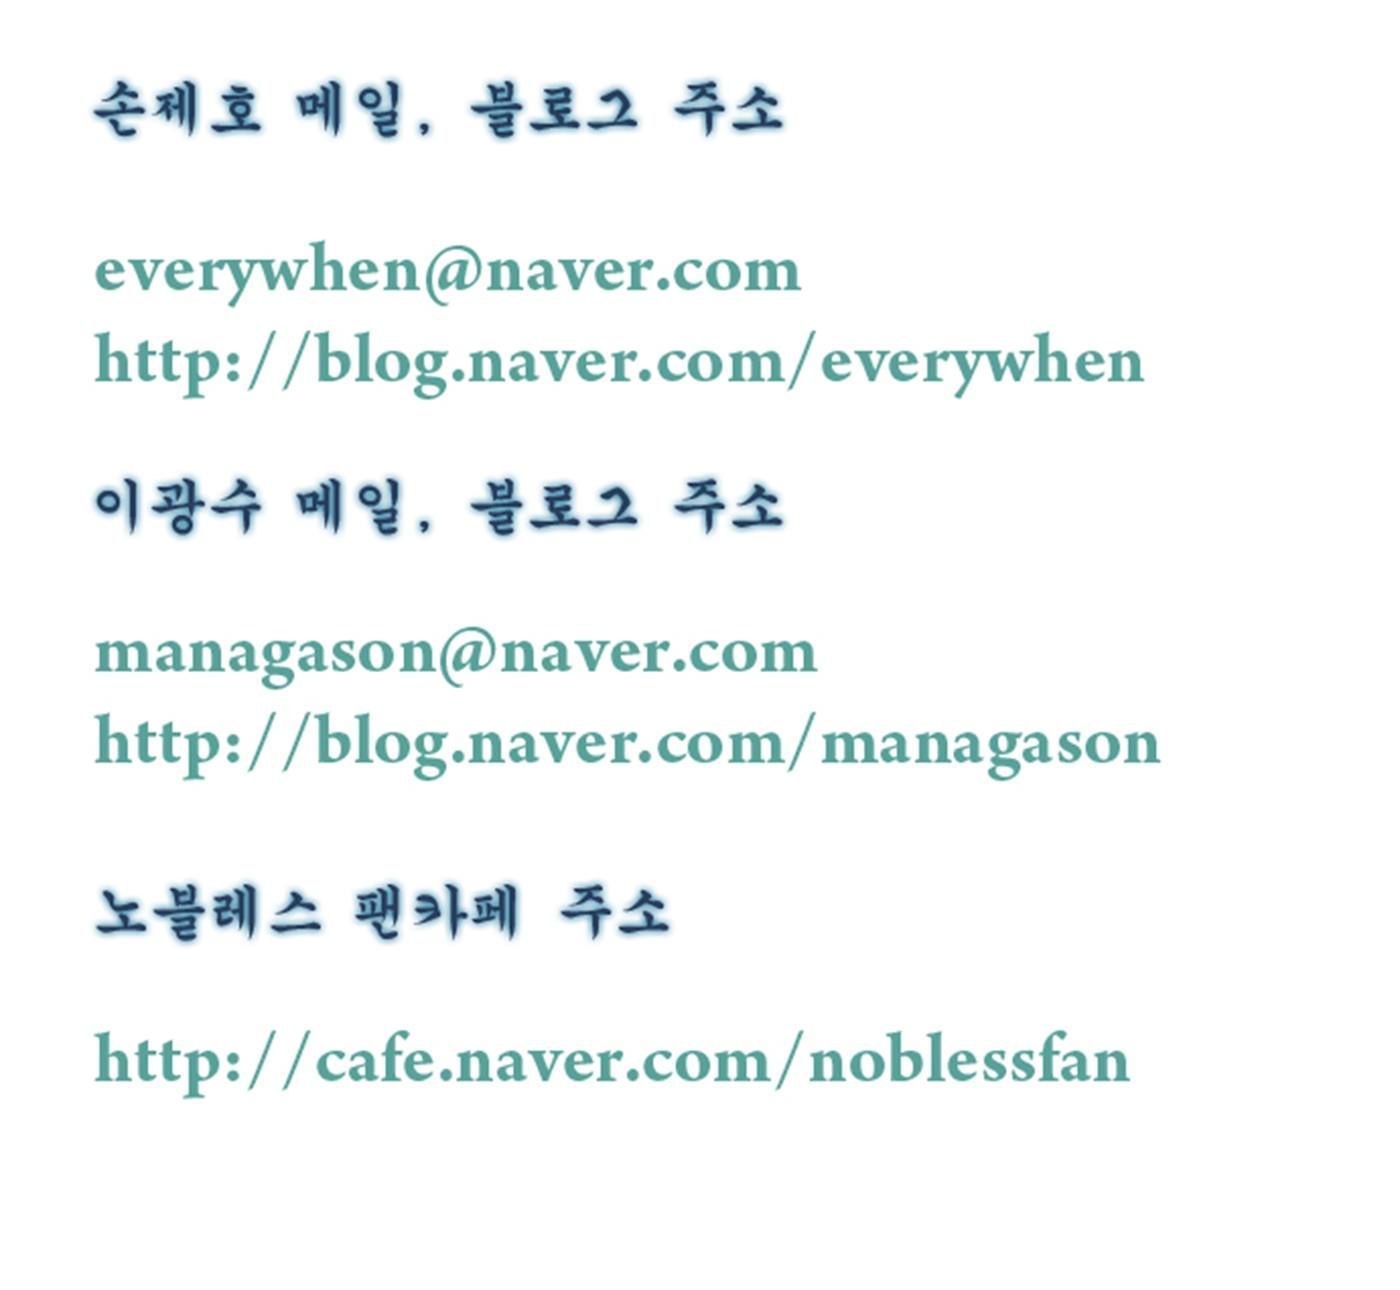 손제호 메일, 블로그 주소
everywhen@naver.com
http://blog.naver.com/everywhen
이광수 메일, 블로그 주소
managason@naver.com
http://blog.naver.com/managason
노블레스 팬카페 주소
http://cafe.naver.com/noblessfan